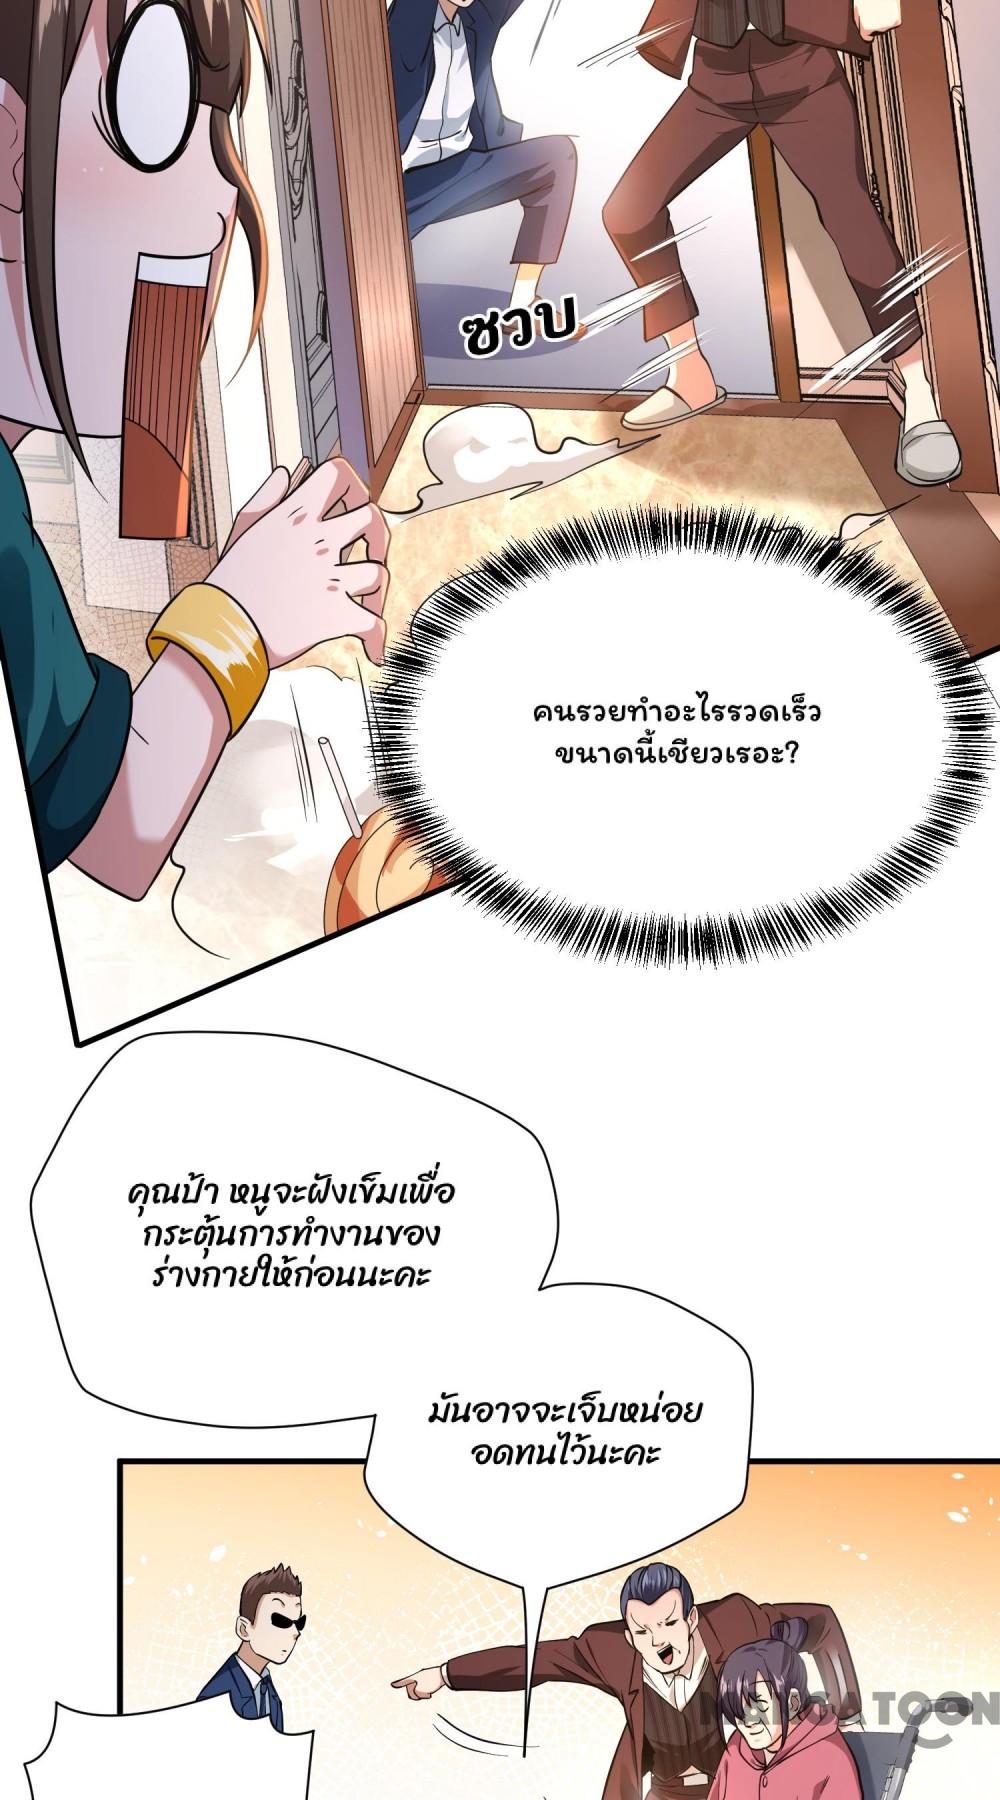 ซวบ
คนรวยทำอะไรรวดเร็ว
ขนาดนี้เชียวเรอะ?
คุณป้า หนูจะฝังเข็มเพื่อ
กระตุ้นการทำงานของ
ร่างกายให้ก่อนนะคะ
มันอาจจะเจ็บหน่อย
อดทนไว้นะคะ
MANGATOON